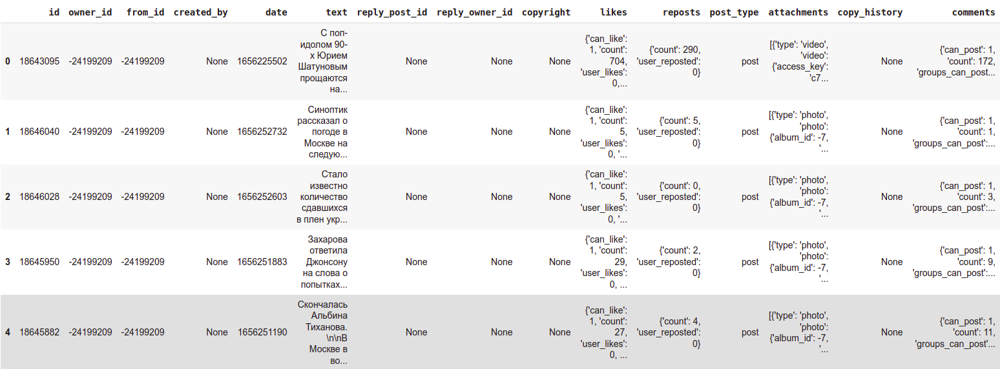 id owner_id from_id created_by date text reply_post_id reply_owner_id copyright likes reposts post_type attachments copy_history comments
0 18643095 -24199209 -24199209 None 1656225502 С поп-идолом 90-х Юрием Шатуновым прощаются на... None None None {'can_like': 1, 'count': 704, 'user_likes': 0,... {'count': 290, 'user_reposted': 0} post [{'type': 'video', 'video': {'access_key': 'c7... None {'can_post': 1, 'count': 172, 'groups_can_post...
1 18646040 -24199209 -24199209 None 1656252732 Синоптик рассказал о погоде в Москве на следую... None None None {'can_like': 1, 'count': 5, 'user_likes': 0, '... {'count': 5, 'user_reposted': 0} post [{'type': 'photo', 'photo': {'album_id': -7, '... None {'can_post': 1, 'count': 1, 'groups_can_post':...
2 18646028 -24199209 -24199209 None 1656252603 Стало известно количество сдавшихся в плен укр... None None None {'can_like': 1, 'count': 5, 'user_likes': 0, '... {'count': 0, 'user_reposted': 0} post [{'type': 'photo', 'photo': {'album_id': -7, '... None {'can_post': 1, 'count': 3, 'groups_can_post':...
3 18645950 -24199209 -24199209 None 1656251883 Захарова ответила Джонсону на слова о попытках... None None None {'can_like': 1, 'count': 29, 'user_likes': 0, ... {'count': 2, 'user_reposted': 0} post [{'type': 'photo', 'photo': {'album_id': -7, '... None {'can_post': 1, 'count': 9, 'groups_can_post':...
4 18645882 -24199209 -24199209 None 1656251190 Скончалась Альбина Тиханова. \n\nВ Москве в во... None None None {'can_like': 1, 'count': 27, 'user_likes': 0, ... {'count': 4, 'user_reposted': 0} post [{'type': 'photo', 'photo': {'album_id': -7, '... None {'can_post': 1, 'count': 11, 'groups_can_post'...